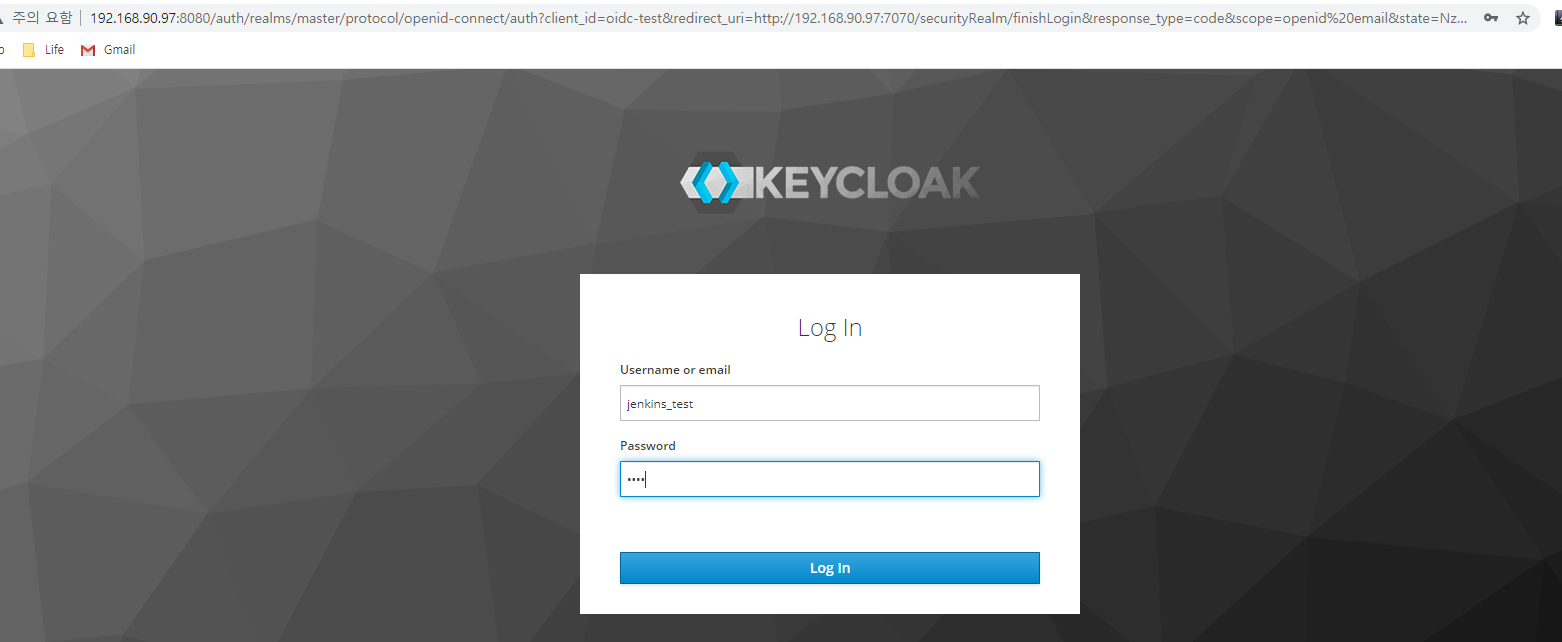 주의 요함 | 192.168.90.97:8080/auth/realms/master/protocol/openid-connect/auth?client_id=oidc-test&redirect_uri=http://192.168.90.97:7070/securityRealm/finishLogin&response_type=code&scope=openid%20email&state=Nz...
Life Gmail
KEYCLOAK
Log In
Username or email
jenkins_test
Password
••••
Log In